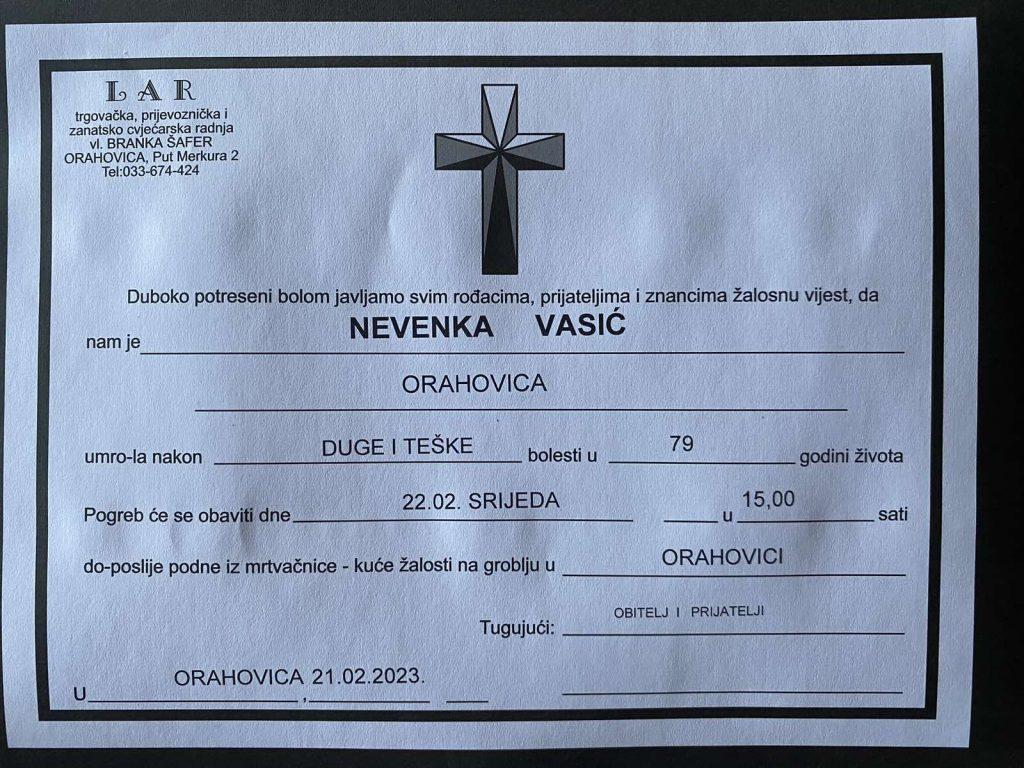 LAR
trgovačka, prijevoznička i
zanatsko cvjećarska radnja
vl. BRANKA ŠAFER
ORAHOVICA, Put Merkura 2
Tel:033-674-424
Duboko potreseni bolom javljamo svim rođacima, prijateljima i znancima žalosnu vijest, da
nam je NEVENKA VASIĆ
ORAHOVICA
umro-la nakon DUGE I TEŠKE bolesti u 79 godini života
Pogreb će se obaviti dne 22.02. SRIJEDA u 15,00 sati
do-poslije podne iz mrtvačnice - kuće žalosti na groblju u ORAHOVICI
Tugujući: OBITELJ I PRIJATELJI
U ORAHOVICA 21.02.2023. ,